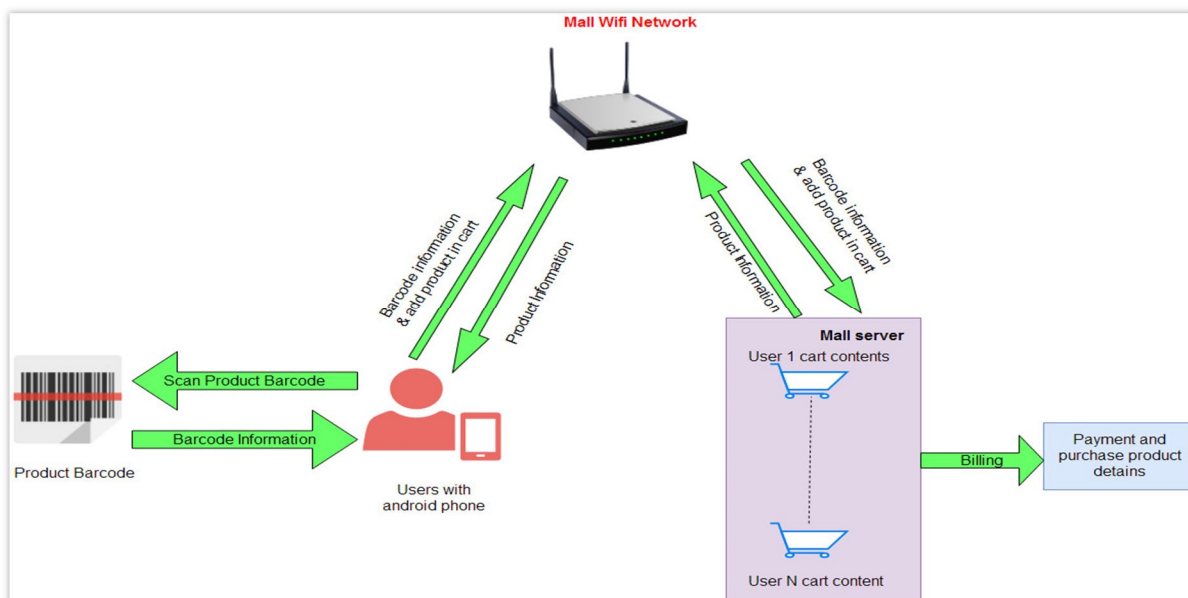 Mall Wifi Network
Barcode information
& add product in cart
Product Information
Product Information
Barcode information
& add product in cart
Scan Product Barcode
Barcode Information
Product Barcode
Users with
android phone
Mall server
User 1 cart contents
User N cart content
Billing
Payment and
purchase product
detains